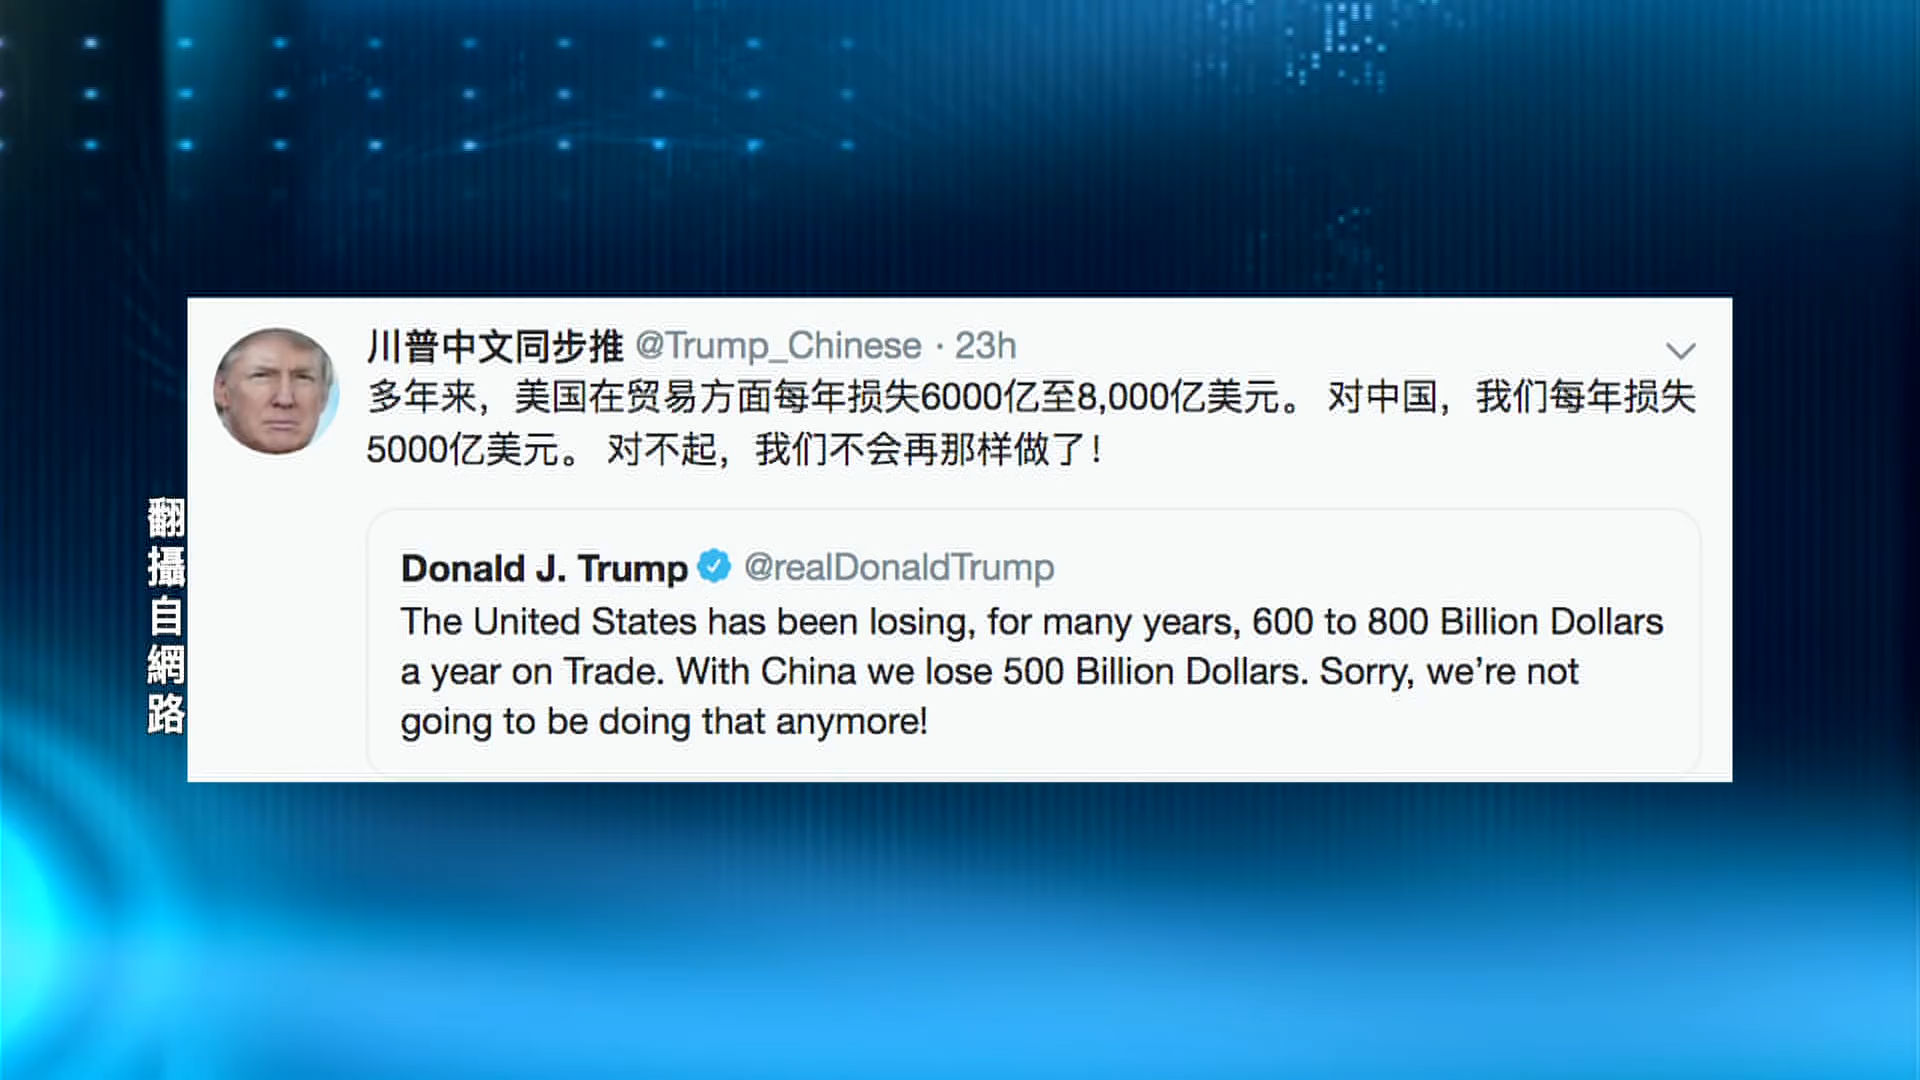 川普中文同步推 @Trump_Chinese · 23h
多年来，美国在贸易方面每年损失6000亿至8,000亿美元。 对中国，我们每年损失
5000亿美元。 对不起，我们不会再那样做了！
Donald J. Trump @realDonaldTrump
The United States has been losing, for many years, 600 to 800 Billion Dollars
a year on Trade. With China we lose 500 Billion Dollars. Sorry, we’re not
going to be doing that anymore!
翻攝自網路